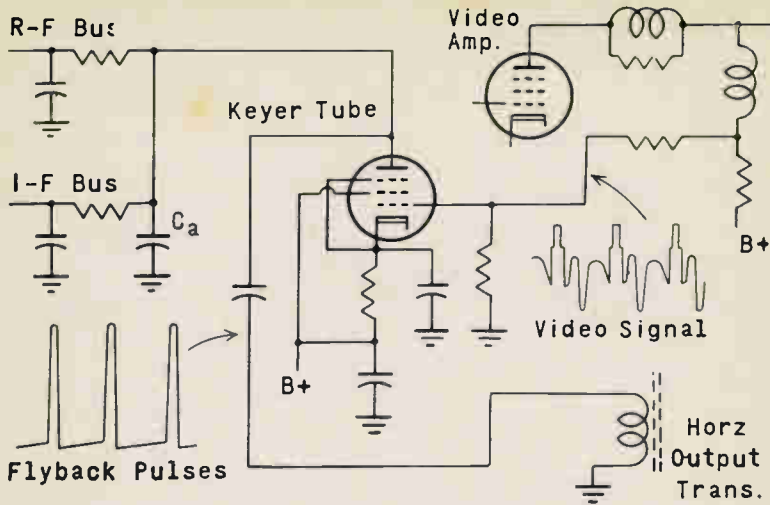 R-F Bus
Video
Amp.
Keyer Tube
I-F Bus
Ca
B+
Video Signal
B+
Flyback Pulses
Horz
Output
Trans.